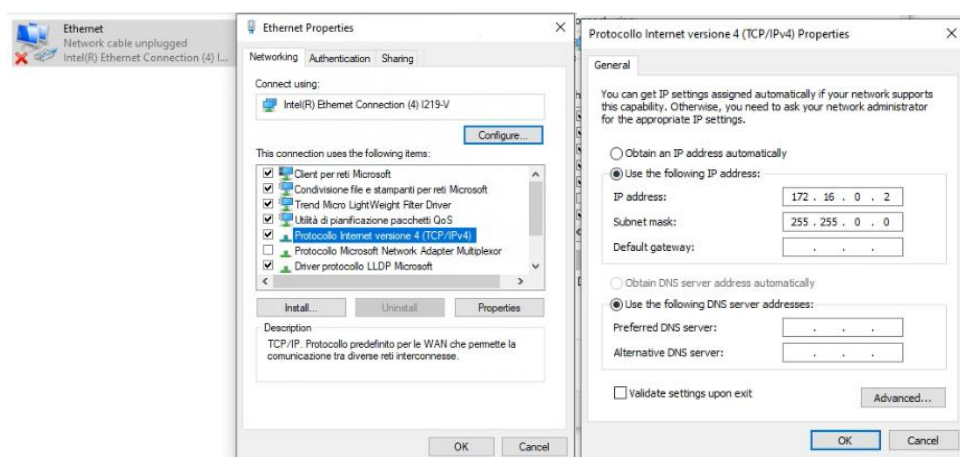 Ethernet
Network cable unplugged
Intel(R) Ethernet Connection (4) I...
Ethernet Properties
Networking Authentication Sharing
Connect using:
Intel(R) Ethernet Connection (4) I219-V
Configure...
This connection uses the following items:
Client per reti Microsoft
Condivisione file e stampanti per reti Microsoft
Trend Micro LightWeight Filter Driver
Utilità di pianificazione pacchetti QoS
Protocollo Internet versione 4 (TCP/IPv4)
Protocollo Microsoft Network Adapter Multiplexor
Driver protocollo LLDP Microsoft
Install... Uninstall Properties
Description
TCP/IP. Protocollo predefinito per le WAN che permette la
comunicazione tra diverse reti interconnesse.
OK Cancel
Protocollo Internet versione 4 (TCP/IPv4) Properties
General
You can get IP settings assigned automatically if your network supports
this capability. Otherwise, you need to ask your network administrator
for the appropriate IP settings.
Obtain an IP address automatically
Use the following IP address:
IP address: 172 . 16 . 0 . 2
Subnet mask: 255 . 255 . 0 . 0
Default gateway: . . .
Obtain DNS server address automatically
Use the following DNS server addresses:
Preferred DNS server: . . .
Alternative DNS server: . . .
Validate settings upon exit
Advanced...
OK Cancel